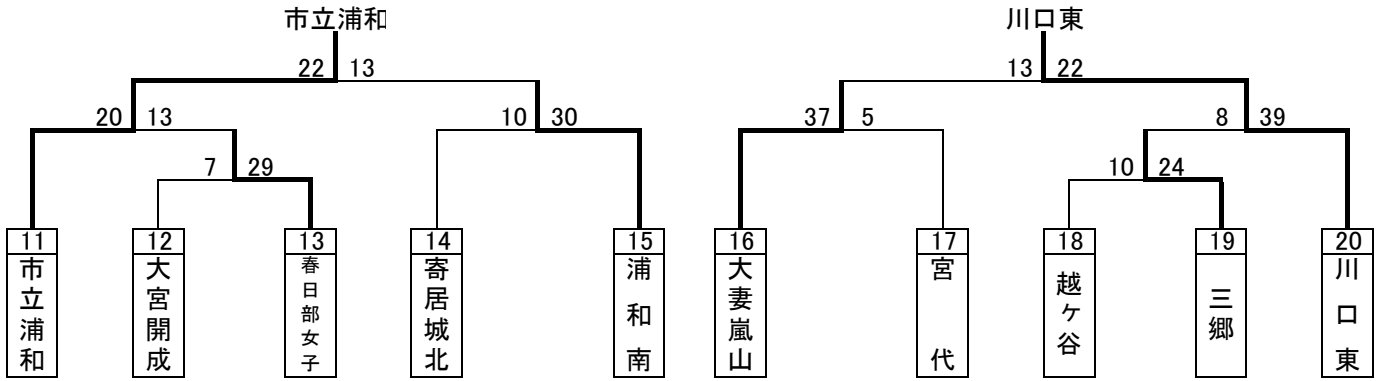 市立浦和 川口東
22 13 13 22
20 13 10 30 37 5 8 39
7 29 10 24
11 12 13 14 15 16 17 18 19 20
市立浦和
大宮開成
春日部女子
寄居城北
浦和南
大妻嵐山
宮代
越ヶ谷
三郷
川口東